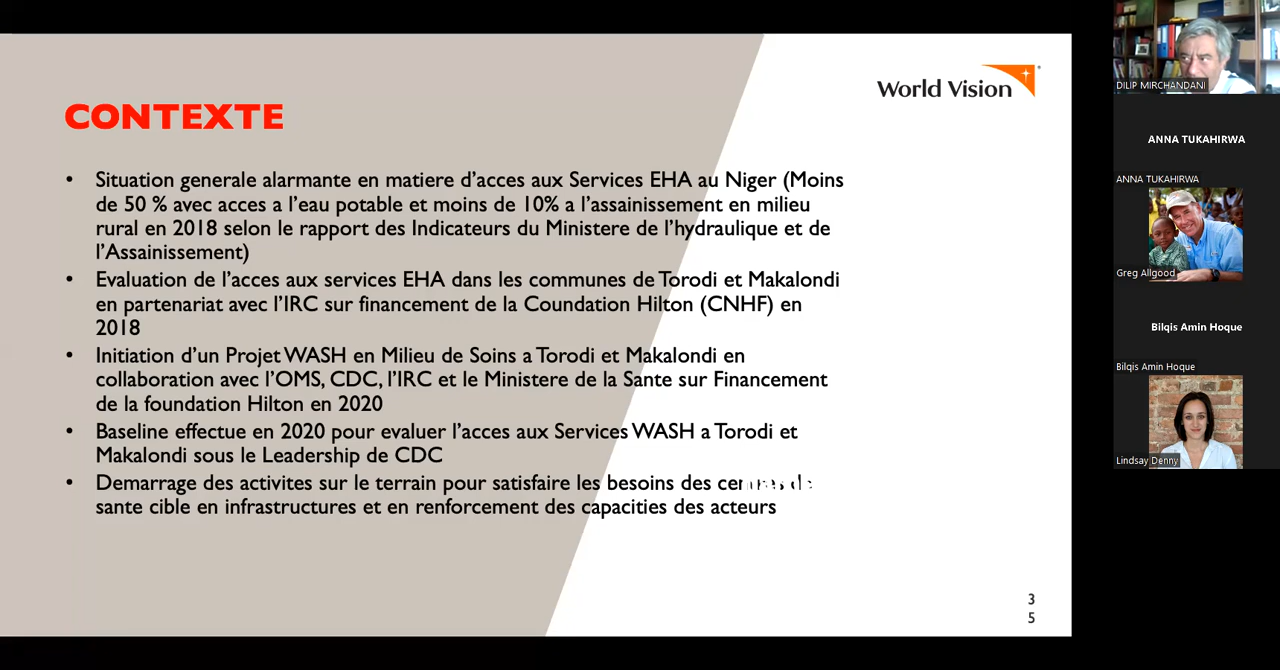 World Vision
CONTEXTE
• Situation generale alarmante en matiere d'acces aux Services EHA au Niger (Moins
de 50 % avec acces a l'eau potable et moins de 10% a l'assainissement en milieu
rural en 2018 selon le rapport des Indicateurs du Ministere de l'hydraulique et de
l'Assainissement)
• Evaluation de l'acces aux services EHA dans les communes de Torodi et Makalondi
en partenariat avec l'IRC sur financement de la Coundation Hilton (CNHF) en
2018
• Initiation d'un Projet WASH en Milieu de Soins a Torodi et Makalondi en
collaboration avec l'OMS, CDC, l'IRC et le Ministere de la Sante sur Financement
de la foundation Hilton en 2020
• Baseline effectue en 2020 pour evaluer l'acces aux Services WASH a Torodi et
Makalondi sous le Leadership de CDC
• Demarrage des activites sur le terrain pour satisfaire les besoins des
sante cible en infrastructures et en renforcement des capacities des acteurs
3
5
DILIP MIRCHANDANI
ANNA TUKAHIRWA
ANNA TUKAHIRWA
Greg Allgood
Bilqis Amin Hoque
Bilqis Amin Hoque
Lindsay Denny